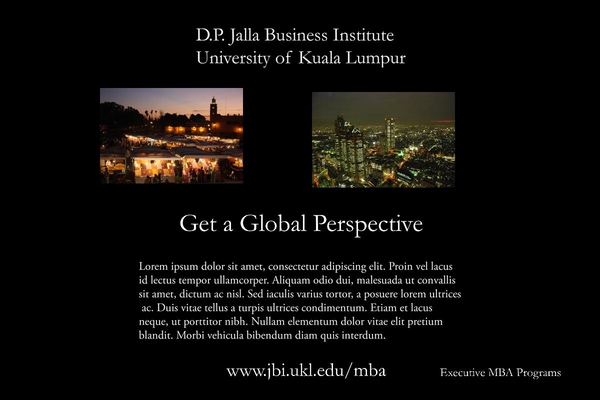 D.P. Jalla Business Institute
University of Kuala Lumpur
Get a Global Perspective
Lorem ipsum dolor sit amet, consectetur adipiscing elit. Proin vel lacus
id lectus tempor ullamcorper. Aliquam odio dui, malesuada ut convallis
sit amet, dictum ac nisl. Sed iaculis varius tortor, a posuere lorem ultrices
ac. Duis vitae tellus a turpis ultrices condimentum. Etiam et lacus
neque, ut porttitor nibh. Nullam elementum dolor vitae elit pretium
blandit. Morbi vehicula bibendum diam quis interdum.
www.jbi.ukl.edu/mba
Executive MBA Programs